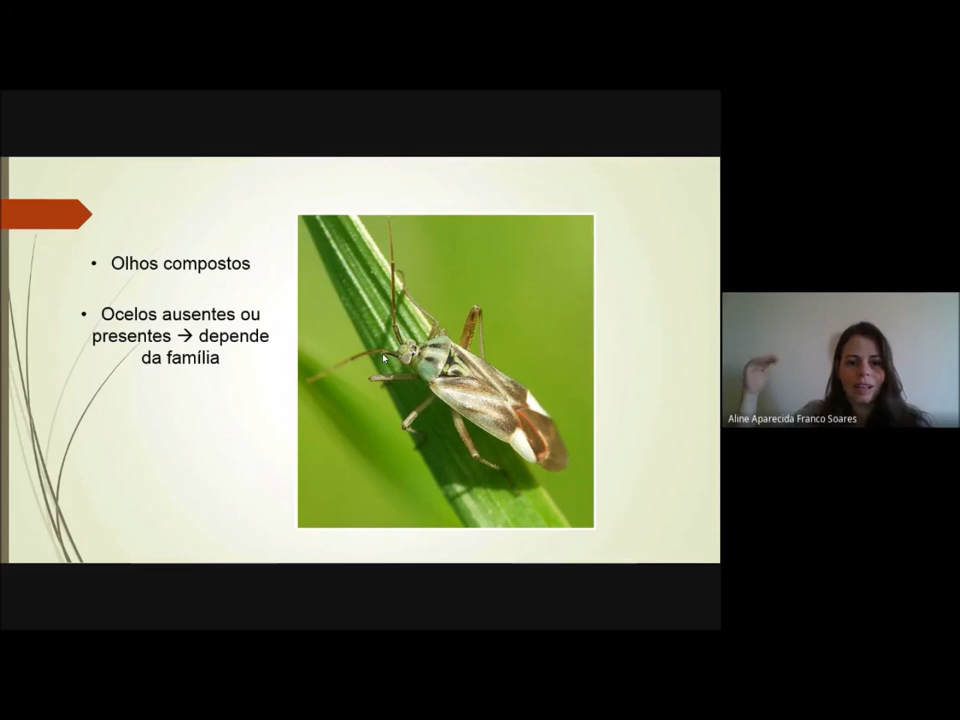 • Olhos compostos
• Ocelos ausentes ou
presentes → depende
da família
Aline Aparecida Franco Soares